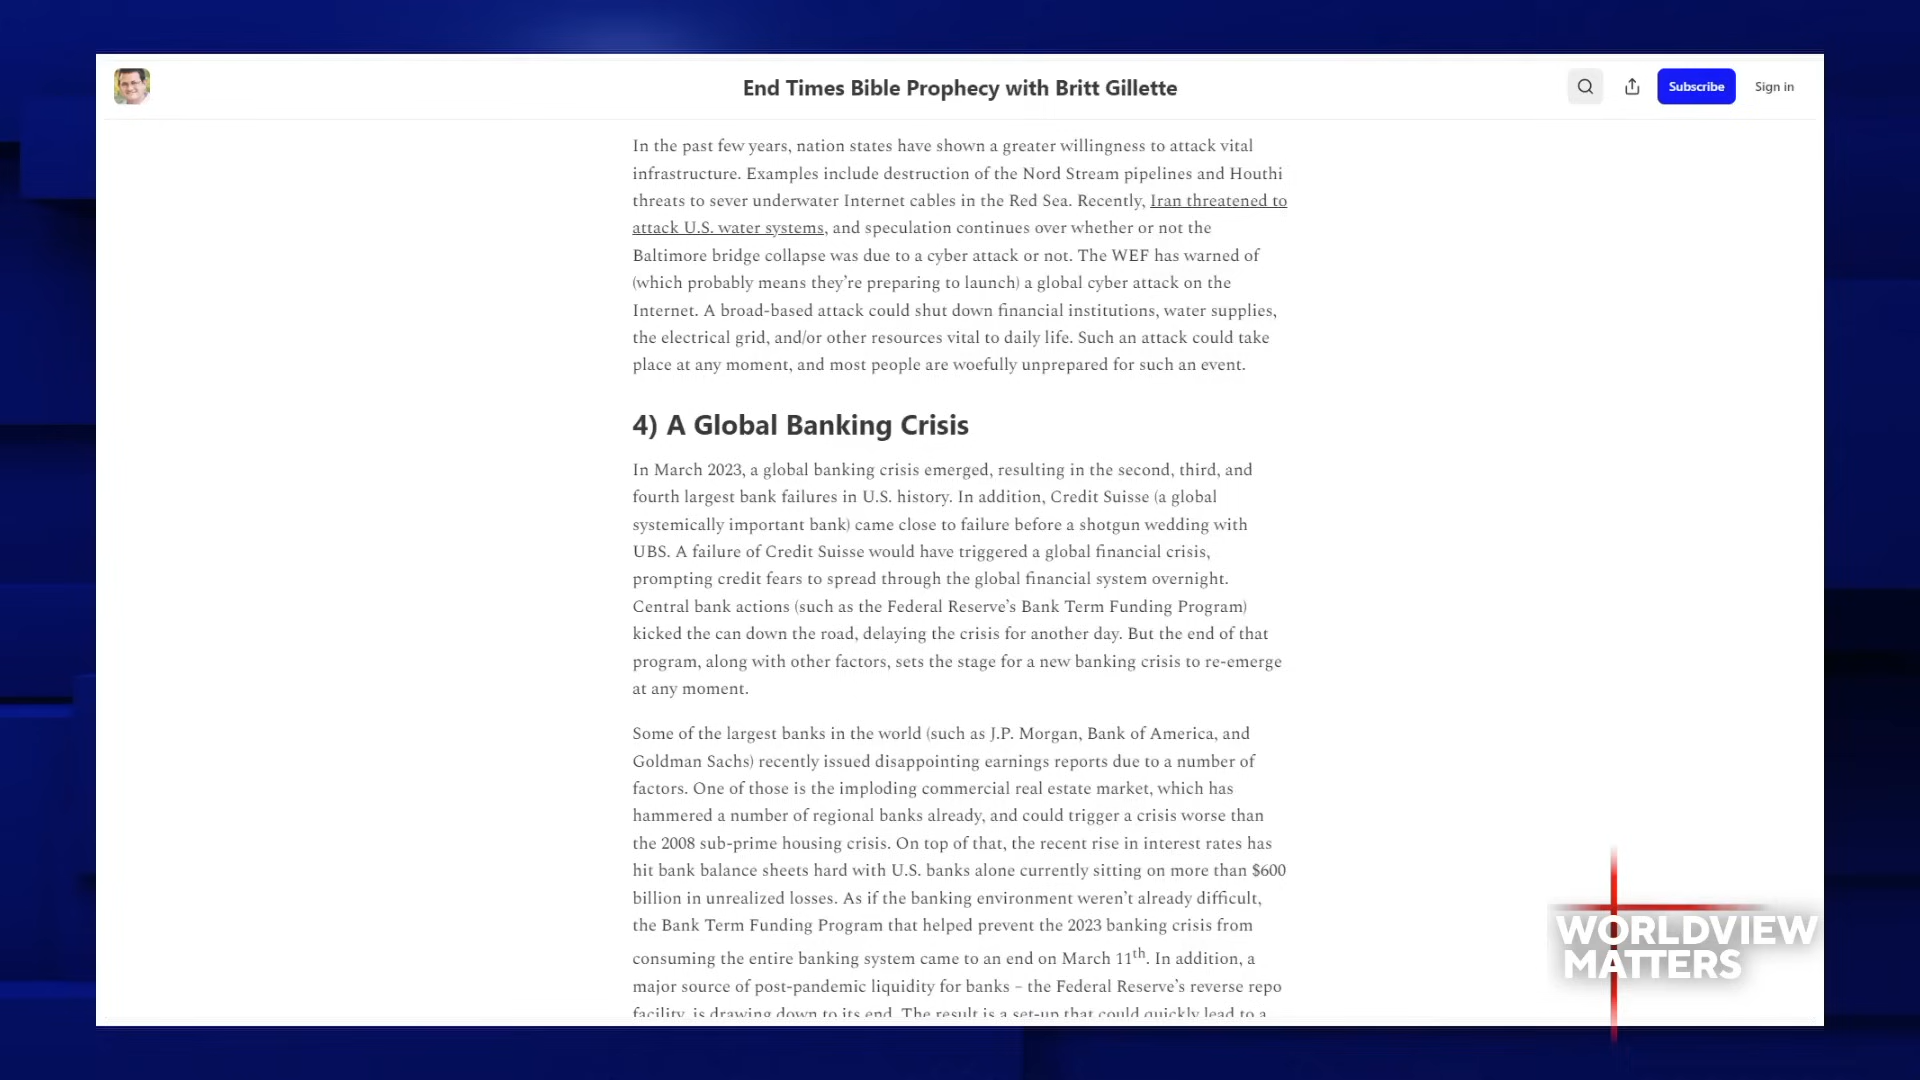 End Times Bible Prophecy with Britt Gillette
Subscribe
Sign in
In the past few years, nation states have shown a greater willingness to attack vital
infrastructure. Examples include destruction of the Nord Stream pipelines and Houthi
threats to sever underwater Internet cables in the Red Sea. Recently, Iran threatened to
attack U.S. water systems, and speculation continues over whether or not the
Baltimore bridge collapse was due to a cyber attack or not. The WEF has warned of
(which probably means they’re preparing to launch) a global cyber attack on the
Internet. A broad-based attack could shut down financial institutions, water supplies,
the electrical grid, and/or other resources vital to daily life. Such an attack could take
place at any moment, and most people are woefully unprepared for such an event.
4) A Global Banking Crisis
In March 2023, a global banking crisis emerged, resulting in the second, third, and
fourth largest bank failures in U.S. history. In addition, Credit Suisse (a global
systemically important bank) came close to failure before a shotgun wedding with
UBS. A failure of Credit Suisse would have triggered a global financial crisis,
prompting credit fears to spread through the global financial system overnight.
Central bank actions (such as the Federal Reserve’s Bank Term Funding Program)
kicked the can down the road, delaying the crisis for another day. But the end of that
program, along with other factors, sets the stage for a new banking crisis to re-emerge
at any moment.
Some of the largest banks in the world (such as J.P. Morgan, Bank of America, and
Goldman Sachs) recently issued disappointing earnings reports due to a number of
factors. One of those is the imploding commercial real estate market, which has
hammered a number of regional banks already, and could trigger a crisis worse than
the 2008 sub-prime housing crisis. On top of that, the recent rise in interest rates has
hit bank balance sheets hard with U.S. banks alone currently sitting on more than $600
billion in unrealized losses. As if the banking environment weren’t already difficult,
the Bank Term Funding Program that helped prevent the 2023 banking crisis from
consuming the entire banking system came to an end on March 11th. In addition, a
major source of post-pandemic liquidity for banks – the Federal Reserve’s reverse repo
facility, is drawing down to its end. The result is a set-up that could quickly lead to a
WORLDVIEW
MATTERS